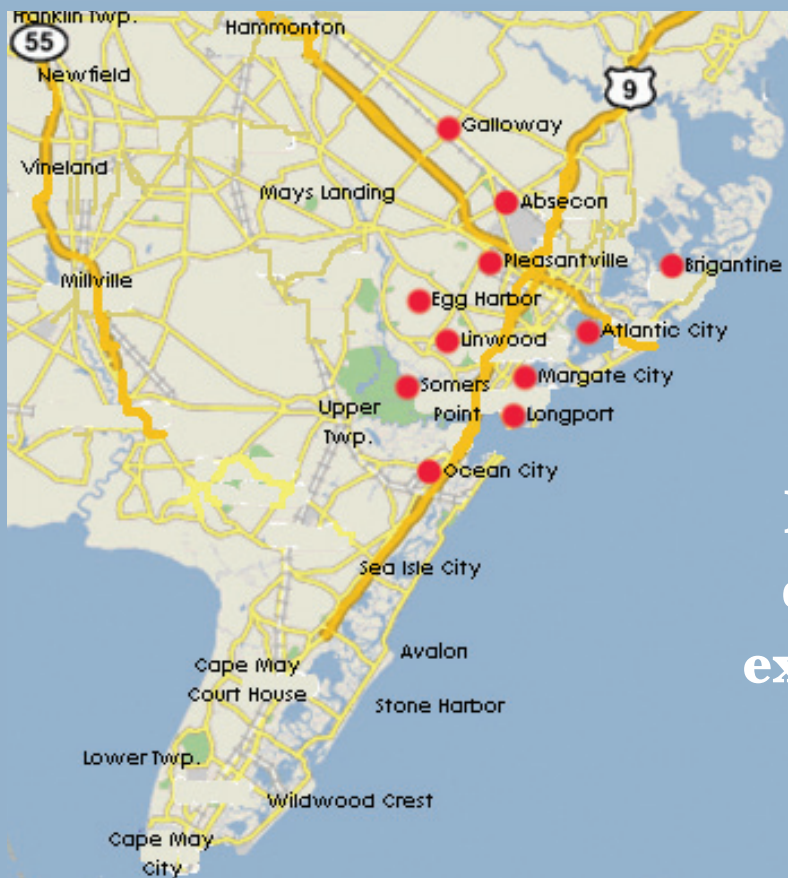 Franklin Twp.
55
Hammonton
Newfield
9
Galloway
Vineland
Mays Landing
Absecon
Pleasantville
Brigantine
Millville
Egg Harbor
Atlantic City
Linwood
Margate City
Somers
Point
Upper
Twp.
Longport
Ocean City
Sea Isle City
Avalon
Cape May
Court House
Stone Harbor
Lower Twp.
Wildwood Crest
Cape May
City